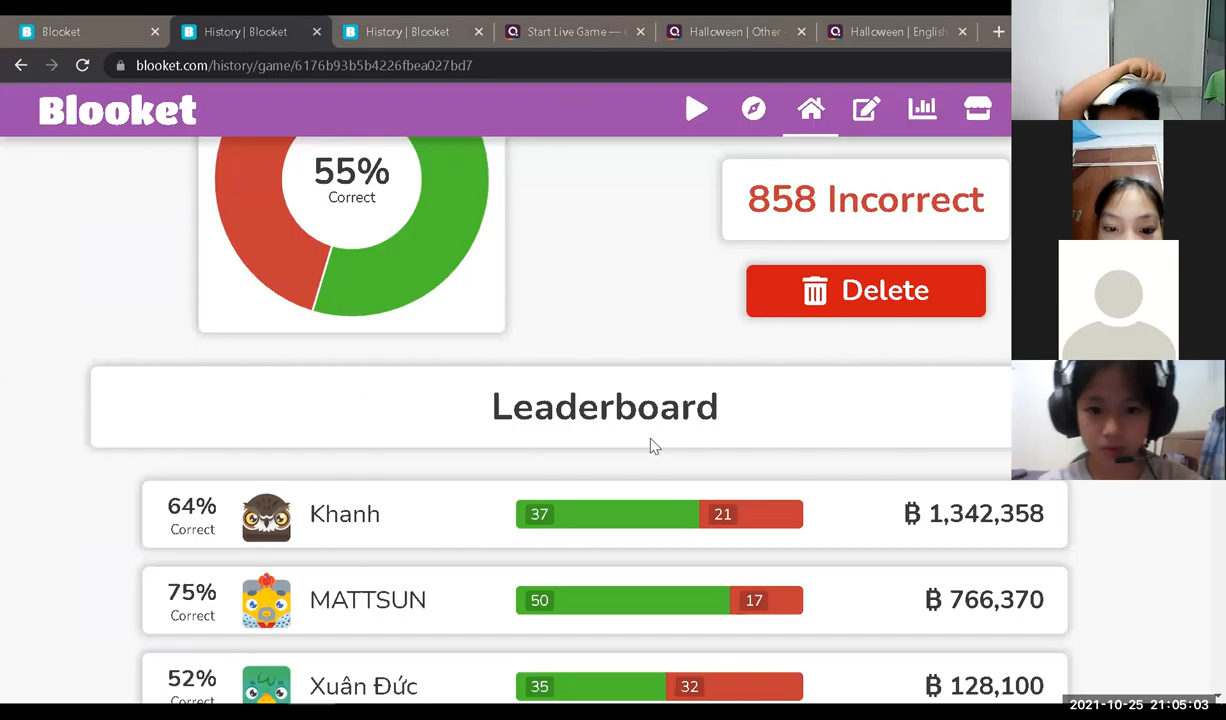 Blooket
History | Blooket
History | Blooket
Start Live Game —
Halloween | Other -
Halloween | English
blooket.com/history/game/6176b93b5b4226fbea027bd7
Blooket
55%
Correct
858 Incorrect
Delete
Leaderboard
64%
Correct
Khanh
37
21
₿ 1,342,358
75%
Correct
MATTSUN
50
17
₿ 766,370
52%
Correct
Xuân Đức
35
32
₿ 128,100
2021-10-25 21:05:03